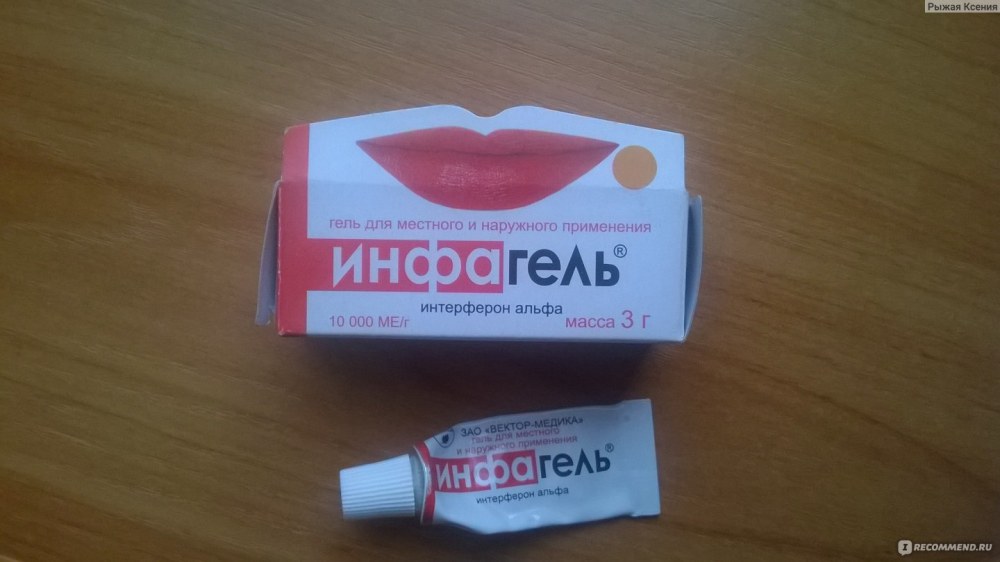 Рыжая Ксения
гель для местного и наружного применения
инфагель®
интерферон альфа
10 000 МЕ/г
масса 3 г
ЗАО «ВЕКТОР-МЕДИКА»
гель для местного
и наружного применения
инфагель®
интерферон альфа
IRECOMMEND.RU